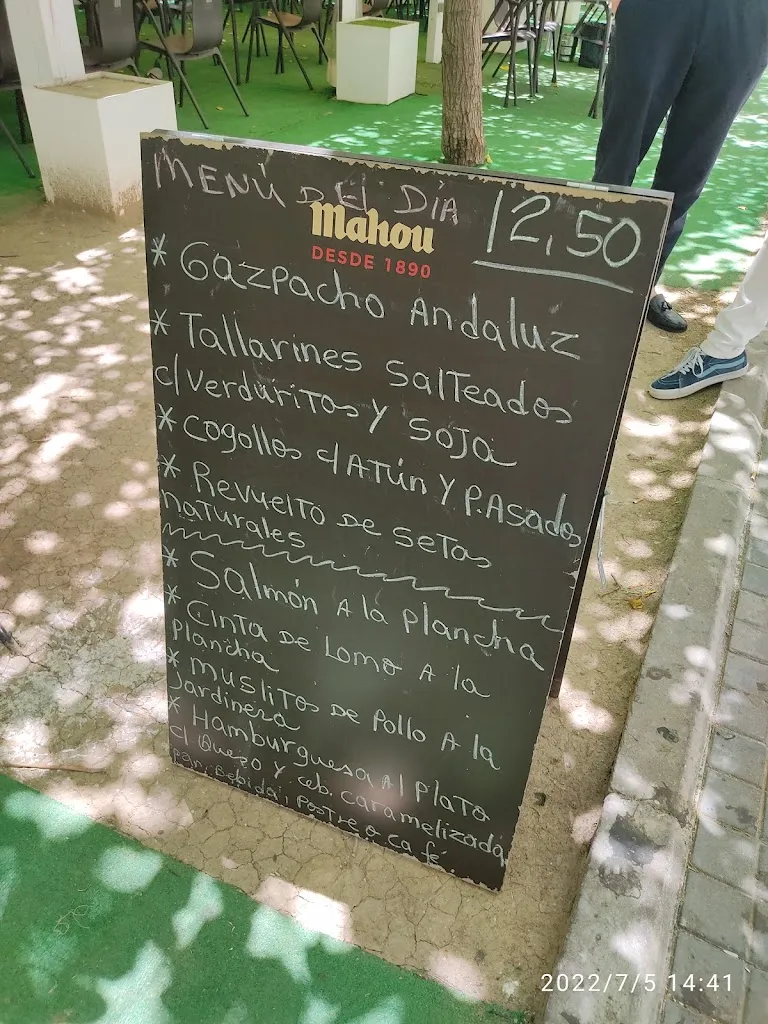 MENÚ DEL DÍA 12,50
Mahou
DESDE 1890
* Gazpacho Andaluz
* Tallarines salteados
c/verduritas y soja
* Cogollos c/Atún y P.Asados
* Revuelto de setas
naturales
* Salmón a la plancha
* Cinta de Lomo a la
plancha
* muslitos de pollo a la
Jardinera
* Hamburguesa al plato
c/ Queso y ceb. caramelizada
pan, Bebida, postre o café.
2022/7/5 14:41